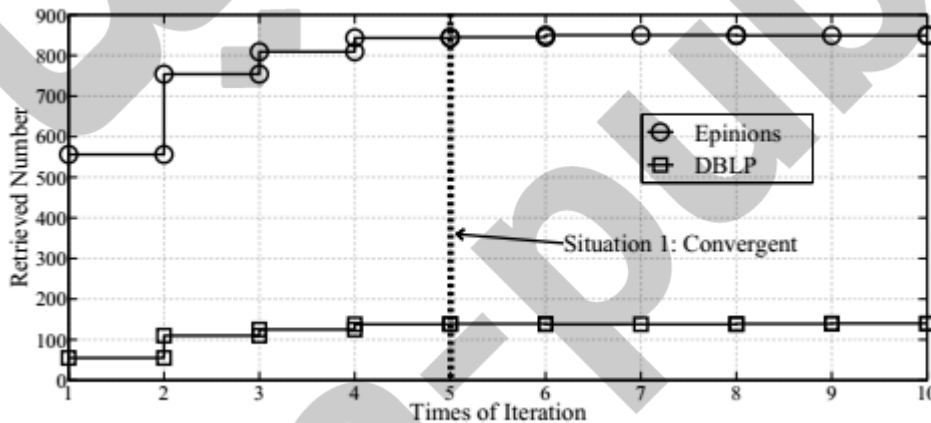 900
800
700
600
500
400
300
200
100
0
Retrieved Number
Epinions
DBLP
Situation 1: Convergent
1 2 3 4 5 6 7 8 9 10
Times of Iteration